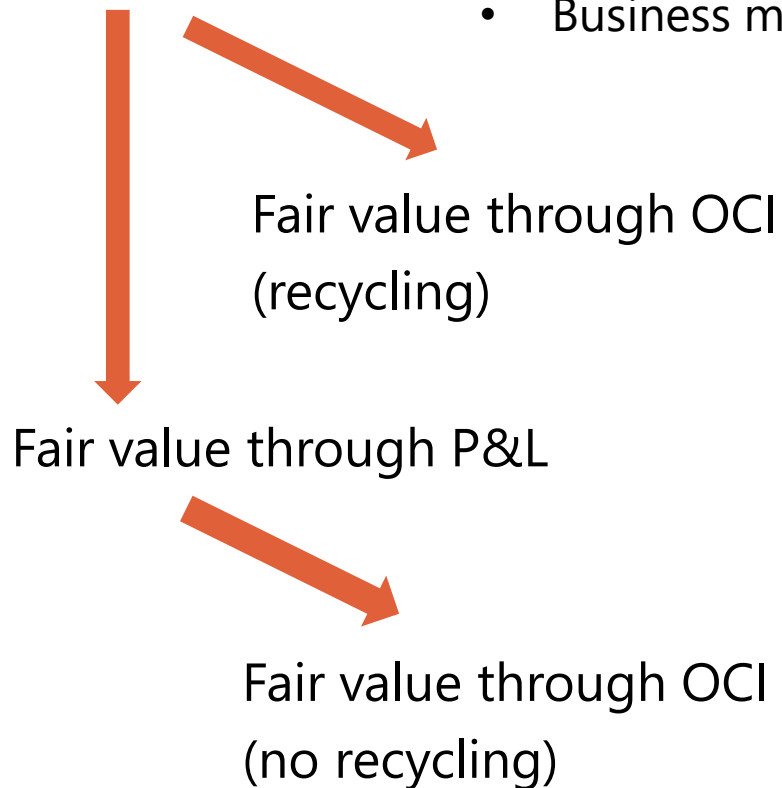 • Business m
Fair value through OCI
(recycling)
Fair value through P&L
Fair value through OCI
(no recycling)